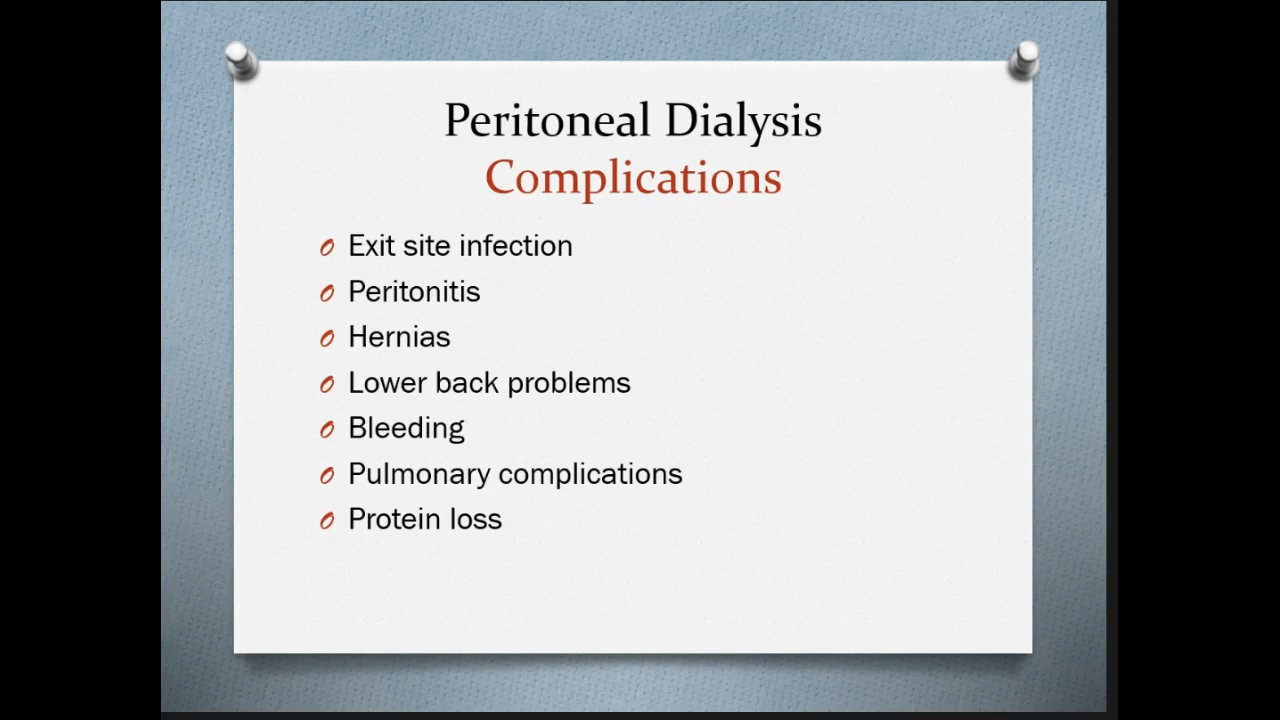 Peritoneal Dialysis
Complications
Exit site infection
Peritonitis
Hernias
Lower back problems
Bleeding
Pulmonary complications
Protein loss